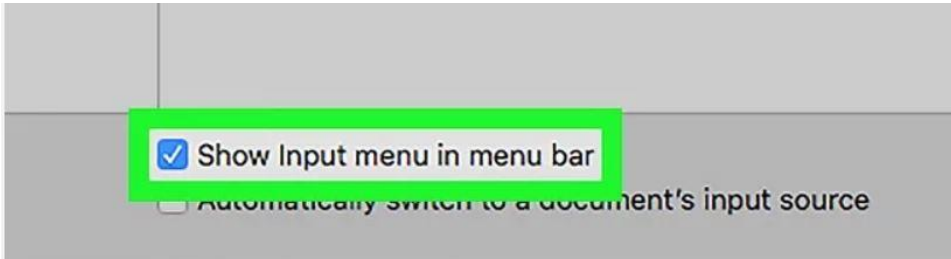 Show Input menu in menu bar
Automatically switch to a document's input source